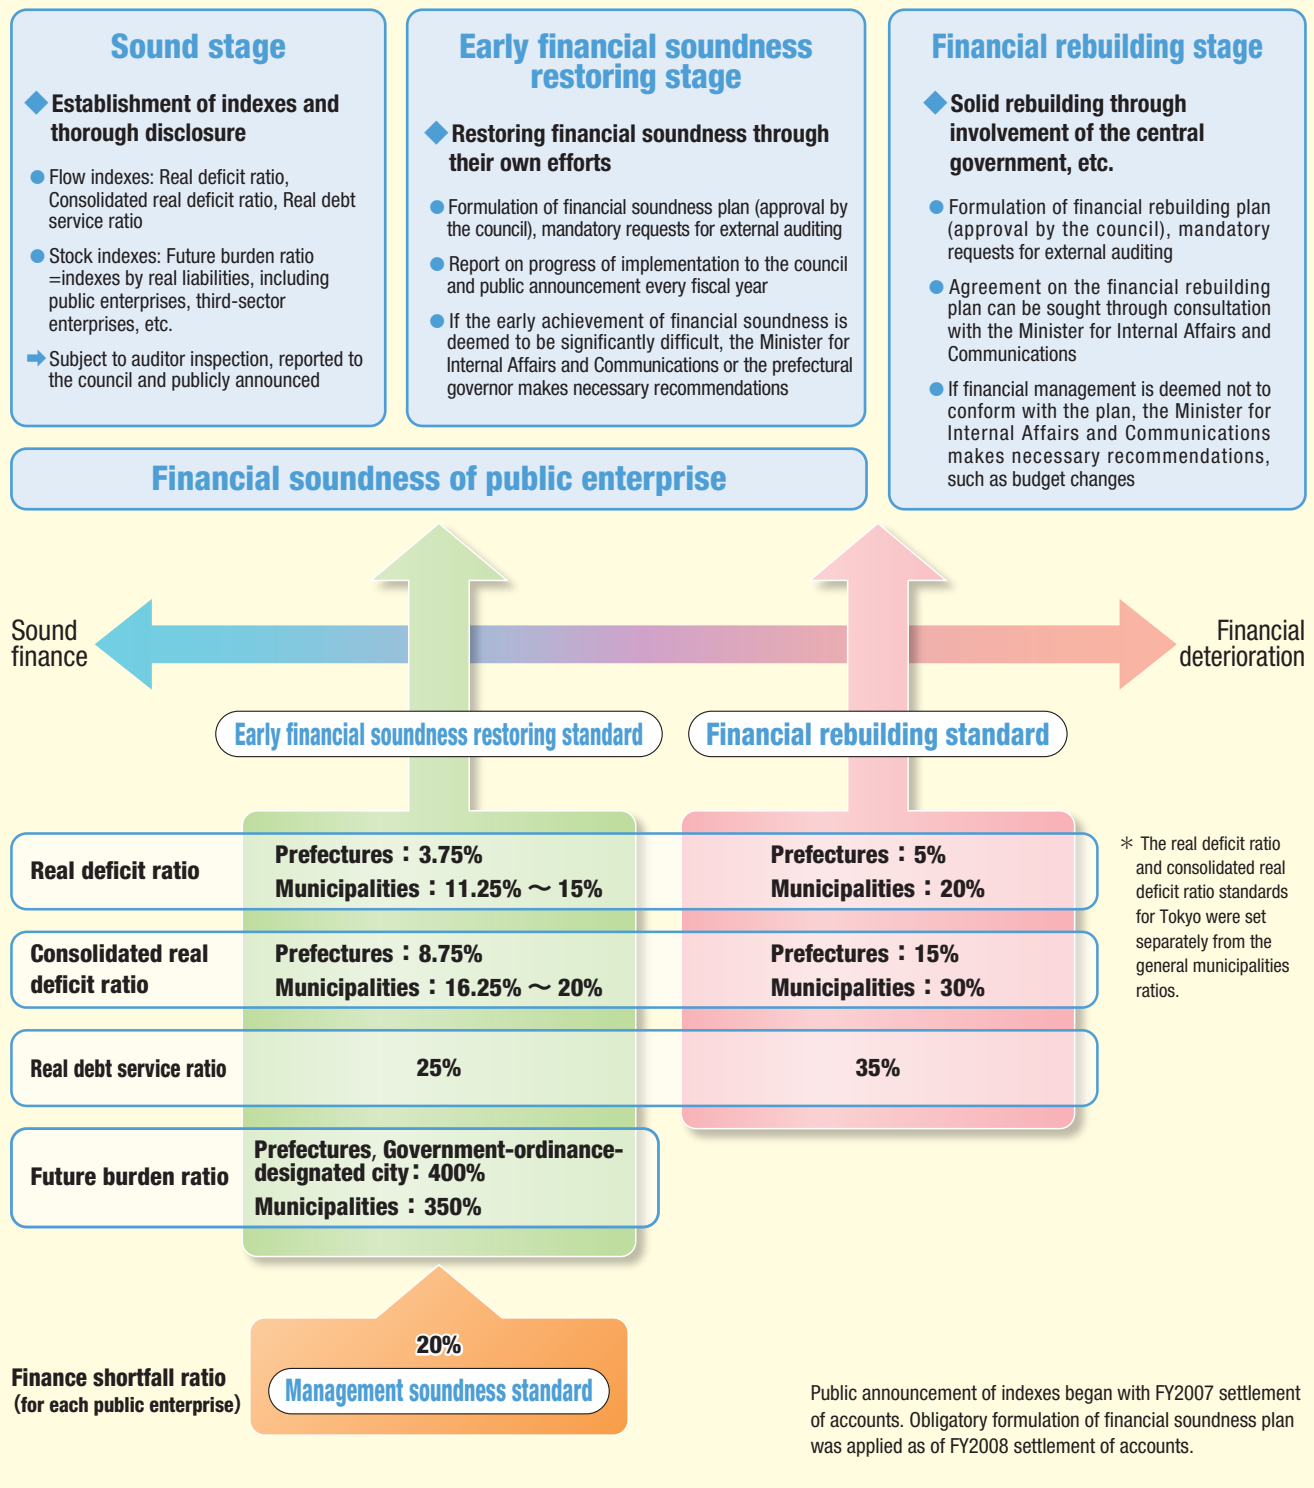 Sound stage
◆Establishment of indexes and
thorough disclosure
● Flow indexes: Real deficit ratio,
Consolidated real deficit ratio, Real debt
service ratio
● Stock indexes: Future burden ratio
=indexes by real liabilities, including
public enterprises, third-sector
enterprises, etc.
➡ Subject to auditor inspection, reported to
the council and publicly announced
Early financial soundness
restoring stage
◆Restoring financial soundness through
their own efforts
● Formulation of financial soundness plan (approval by
the council), mandatory requests for external auditing
● Report on progress of implementation to the council
and public announcement every fiscal year
● If the early achievement of financial soundness is
deemed to be significantly difficult, the Minister for
Internal Affairs and Communications or the prefectural
governor makes necessary recommendations
Financial rebuilding stage
◆Solid rebuilding through
involvement of the central
government, etc.
● Formulation of financial rebuilding plan
(approval by the council), mandatory
requests for external auditing
● Agreement on the financial rebuilding
plan can be sought through consultation
with the Minister for Internal Affairs and
Communications
● If financial management is deemed not to
conform with the plan, the Minister for
Internal Affairs and Communications
makes necessary recommendations,
such as budget changes
Financial soundness of public enterprise
Sound
finance
Financial
deterioration
Early financial soundness restoring standard
Financial rebuilding standard
Real deficit ratio
Prefectures：3.75%
Municipalities：11.25%～15%
Prefectures：5%
Municipalities：20%
Consolidated real
deficit ratio
Prefectures：8.75%
Municipalities：16.25%～20%
Prefectures：15%
Municipalities：30%
Real debt service ratio
25%
35%
Future burden ratio
Prefectures, Government-ordinance-
designated city：400%
Municipalities：350%
＊ The real deficit ratio
and consolidated real
deficit ratio standards
for Tokyo were set
separately from the
general municipalities
ratios.
20%
Management soundness standard
Finance shortfall ratio
(for each public enterprise)
Public announcement of indexes began with FY2007 settlement
of accounts. Obligatory formulation of financial soundness plan
was applied as of FY2008 settlement of accounts.